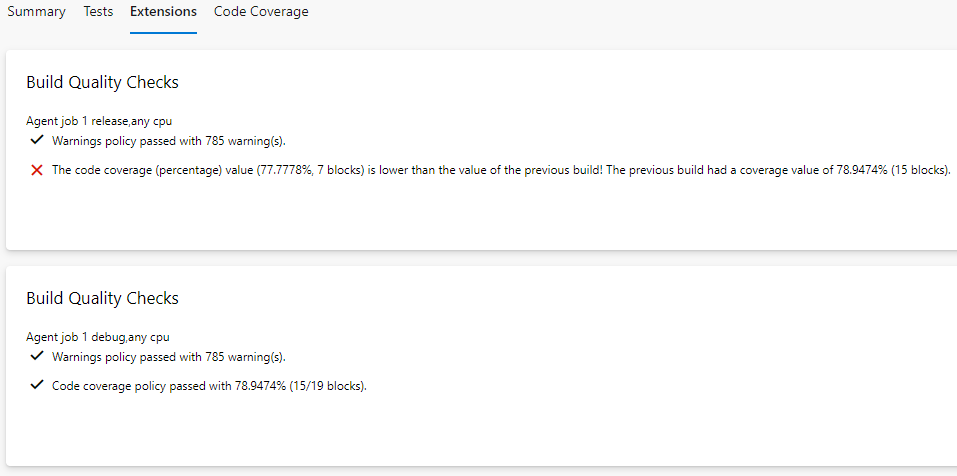 Summary Tests Extensions Code Coverage
Build Quality Checks
Agent job 1 release,any cpu
Warnings policy passed with 785 warning(s).
The code coverage (percentage) value (77.7778%, 7 blocks) is lower than the value of the previous build! The previous build had a coverage value of 78.9474% (15 blocks).
Build Quality Checks
Agent job 1 debug,any cpu
Warnings policy passed with 785 warning(s).
Code coverage policy passed with 78.9474% (15/19 blocks).